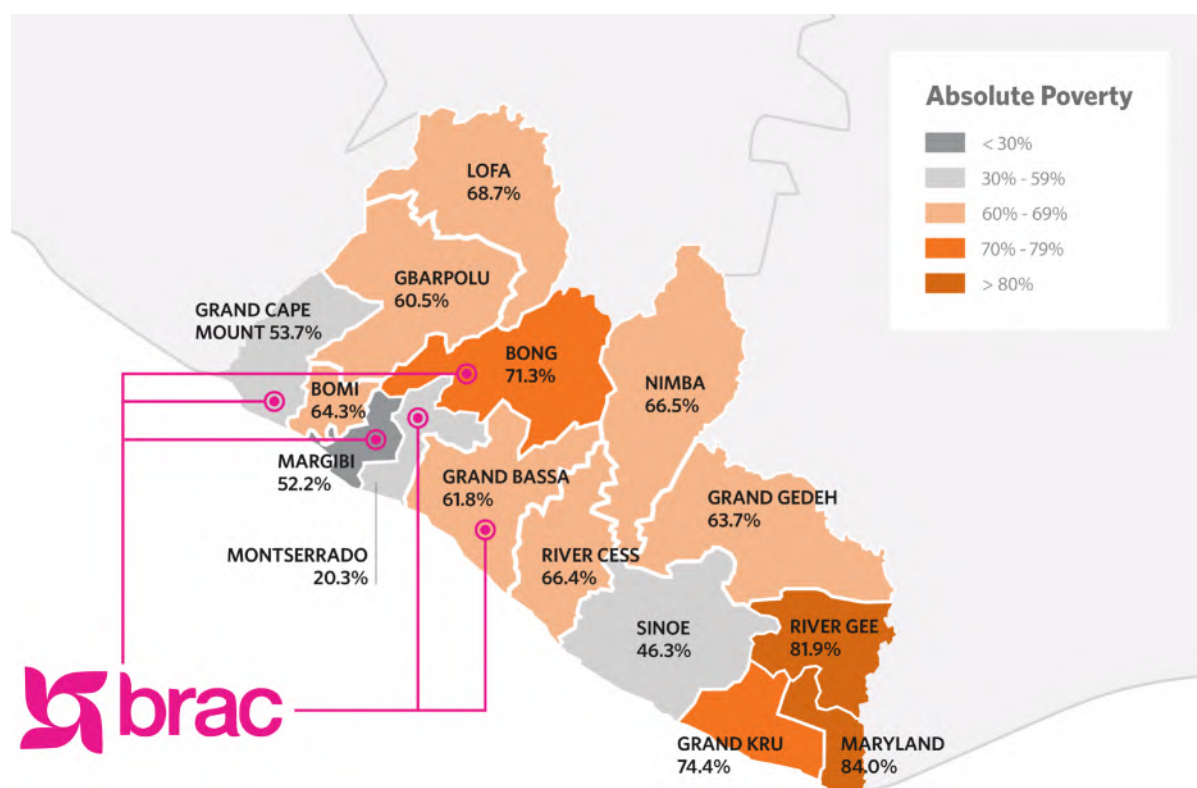 Absolute Poverty
< 30%
30% - 59%
60% - 69%
70% - 79%
> 80%
LOFA
68.7%
GBARPOLU
60.5%
GRAND CAPE
MOUNT 53.7%
BONG
71.3%
BOMI
64.3%
NIMBA
66.5%
MARGIBI
52.2%
GRAND BASSA
61.8%
GRAND GEDEH
63.7%
MONTSERRADO
20.3%
RIVER CESS
66.4%
SINOE
46.3%
RIVER GEE
81.9%
brac
GRAND KRU
74.4%
MARYLAND
84.0%